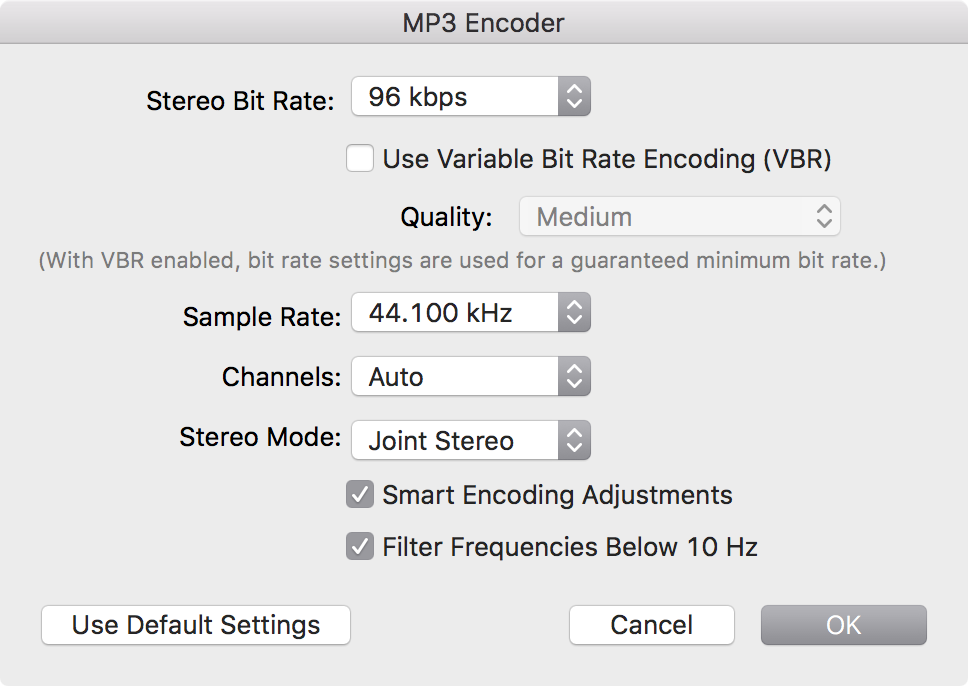 MP3 Encoder
Stereo Bit Rate: 96 kbps
Use Variable Bit Rate Encoding (VBR)
Quality: Medium
(With VBR enabled, bit rate settings are used for a guaranteed minimum bit rate.)
Sample Rate: 44.100 kHz
Channels: Auto
Stereo Mode: Joint Stereo
Smart Encoding Adjustments
Filter Frequencies Below 10 Hz
Use Default Settings Cancel OK